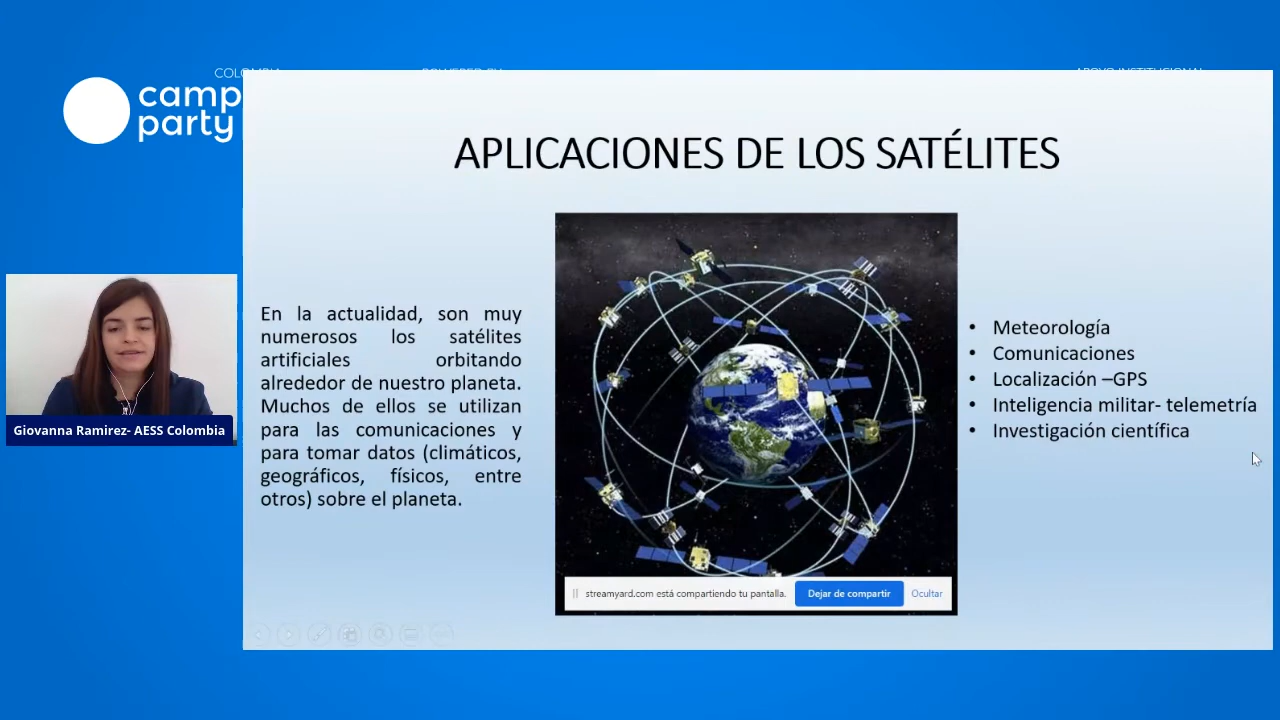 camp
party
APLICACIONES DE LOS SATÉLITES
En la actualidad, son muy
numerosos los satélites
artificiales orbitando
alrededor de nuestro planeta.
Muchos de ellos se utilizan
para las comunicaciones y
para tomar datos (climáticos,
geográficos, físicos, entre
otros) sobre el planeta.
• Meteorología
• Comunicaciones
• Localización –GPS
• Inteligencia militar- telemetría
• Investigación científica
Giovanna Ramirez- AESS Colombia
streamyard.com está compartiendo tu pantalla. Dejar de compartir Ocultar